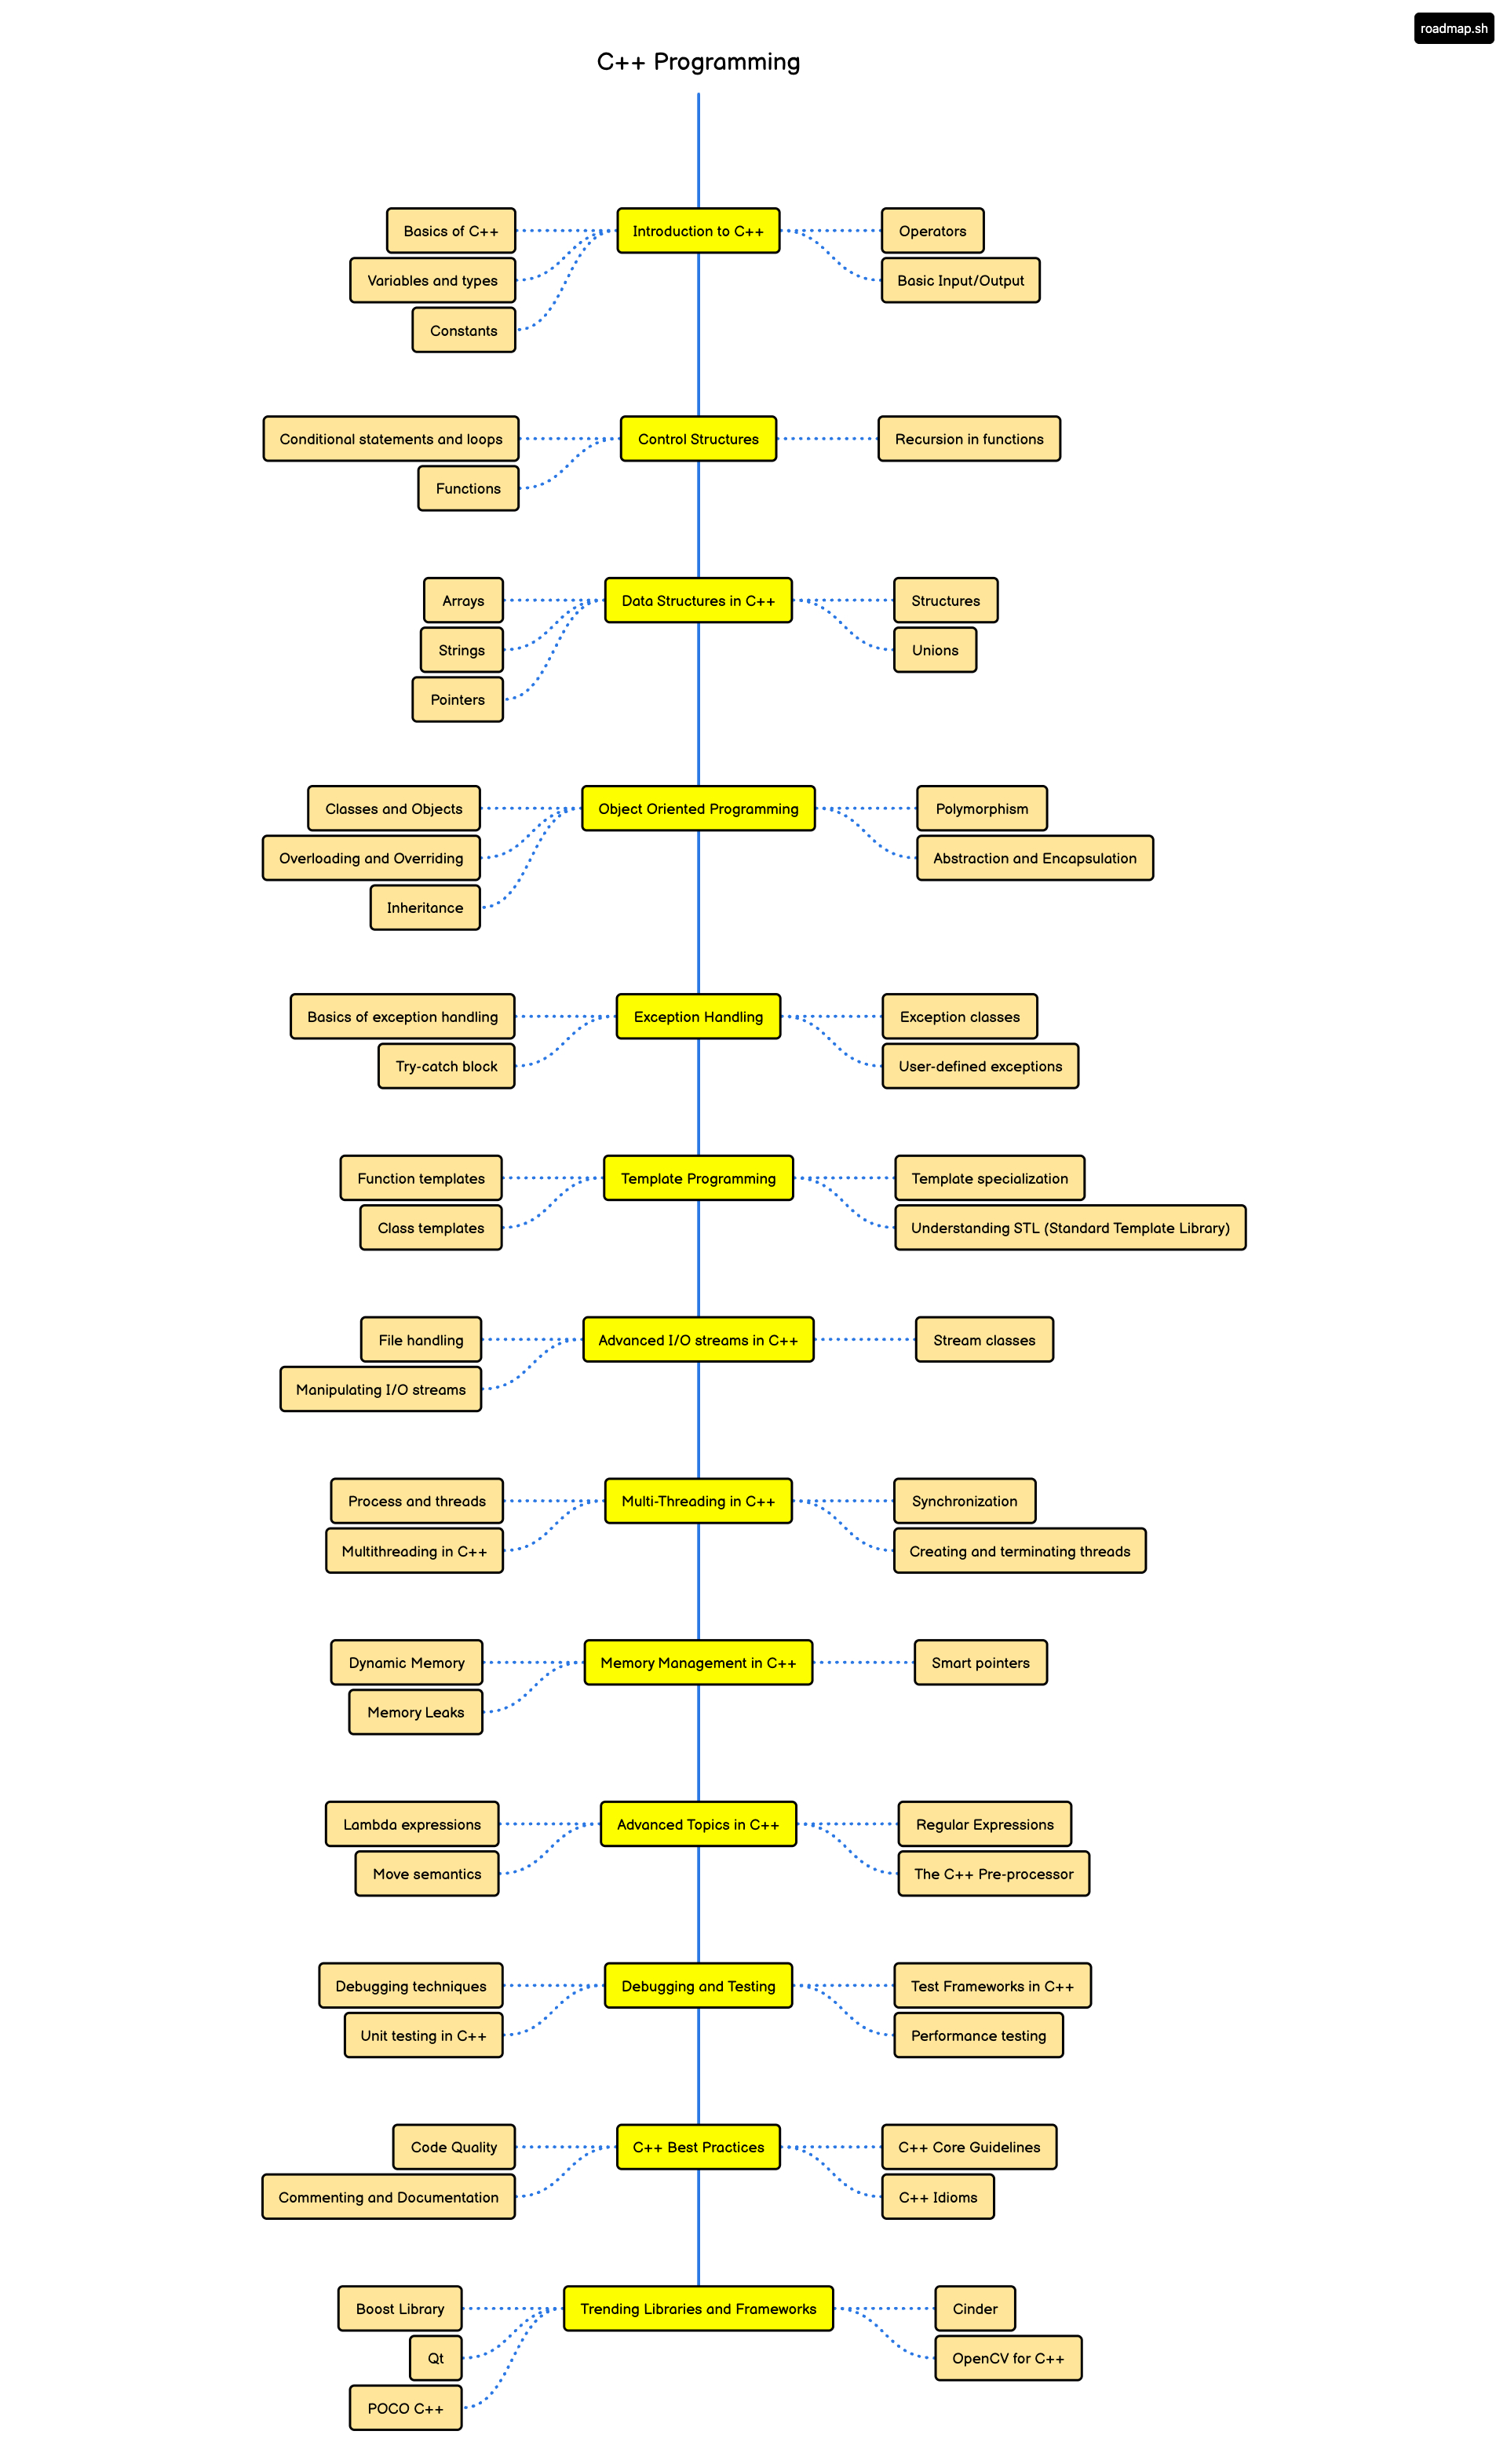 roadmap.sh
C++ Programming
Basics of C++
Introduction to C++
Operators
Variables and types
Basic Input/Output
Constants
Conditional statements and loops
Control Structures
Recursion in functions
Functions
Arrays
Data Structures in C++
Structures
Strings
Unions
Pointers
Classes and Objects
Object Oriented Programming
Polymorphism
Overloading and Overriding
Abstraction and Encapsulation
Inheritance
Basics of exception handling
Exception Handling
Exception classes
Try-catch block
User-defined exceptions
Function templates
Template Programming
Template specialization
Class templates
Understanding STL (Standard Template Library)
File handling
Advanced I/O streams in C++
Stream classes
Manipulating I/O streams
Process and threads
Multi-Threading in C++
Synchronization
Multithreading in C++
Creating and terminating threads
Dynamic Memory
Memory Management in C++
Smart pointers
Memory Leaks
Lambda expressions
Advanced Topics in C++
Regular Expressions
Move semantics
The C++ Pre-processor
Debugging techniques
Debugging and Testing
Test Frameworks in C++
Unit testing in C++
Performance testing
Code Quality
C++ Best Practices
C++ Core Guidelines
Commenting and Documentation
C++ Idioms
Boost Library
Trending Libraries and Frameworks
Cinder
Qt
OpenCV for C++
POCO C++